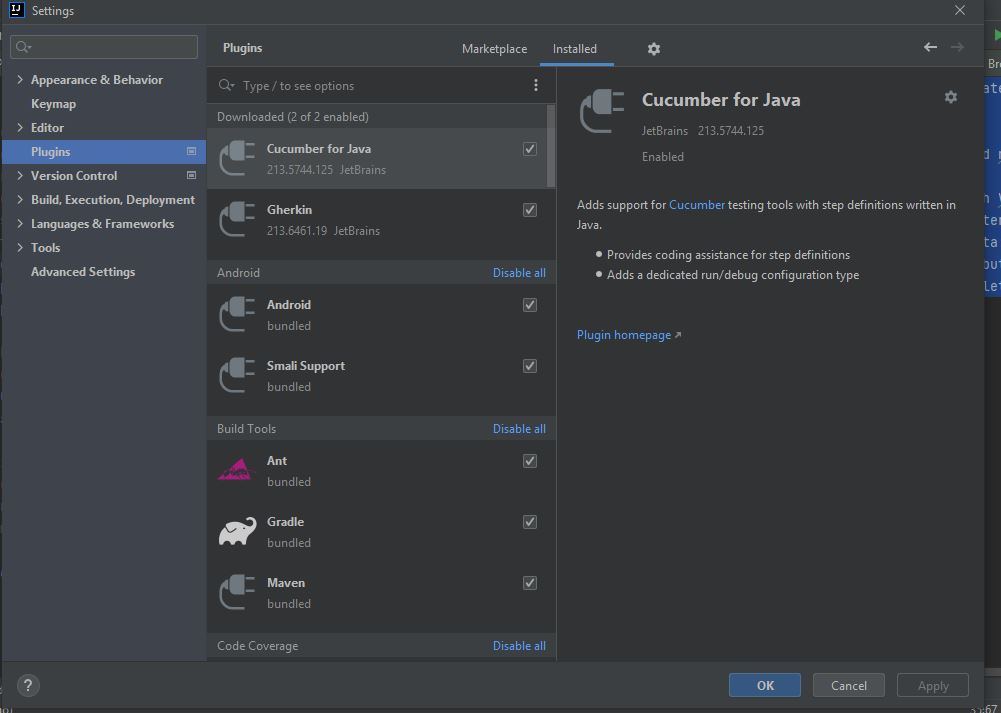 Settings
Plugins
Marketplace
Installed
Appearance & Behavior
Keymap
Editor
Plugins
Version Control
Build, Execution, Deployment
Languages & Frameworks
Tools
Advanced Settings
Type / to see options
Downloaded (2 of 2 enabled)
Cucumber for Java
213.5744.125 JetBrains
Gherkin
213.6461.19 JetBrains
Android Disable all
Android
bundled
Smali Support
bundled
Build Tools Disable all
Ant
bundled
Gradle
bundled
Maven
bundled
Code Coverage Disable all
Cucumber for Java
JetBrains 213.5744.125
Enabled
Adds support for Cucumber testing tools with step definitions written in
Java.
Provides coding assistance for step definitions
Adds a dedicated run/debug configuration type
Plugin homepage
?
OK
Cancel
Apply